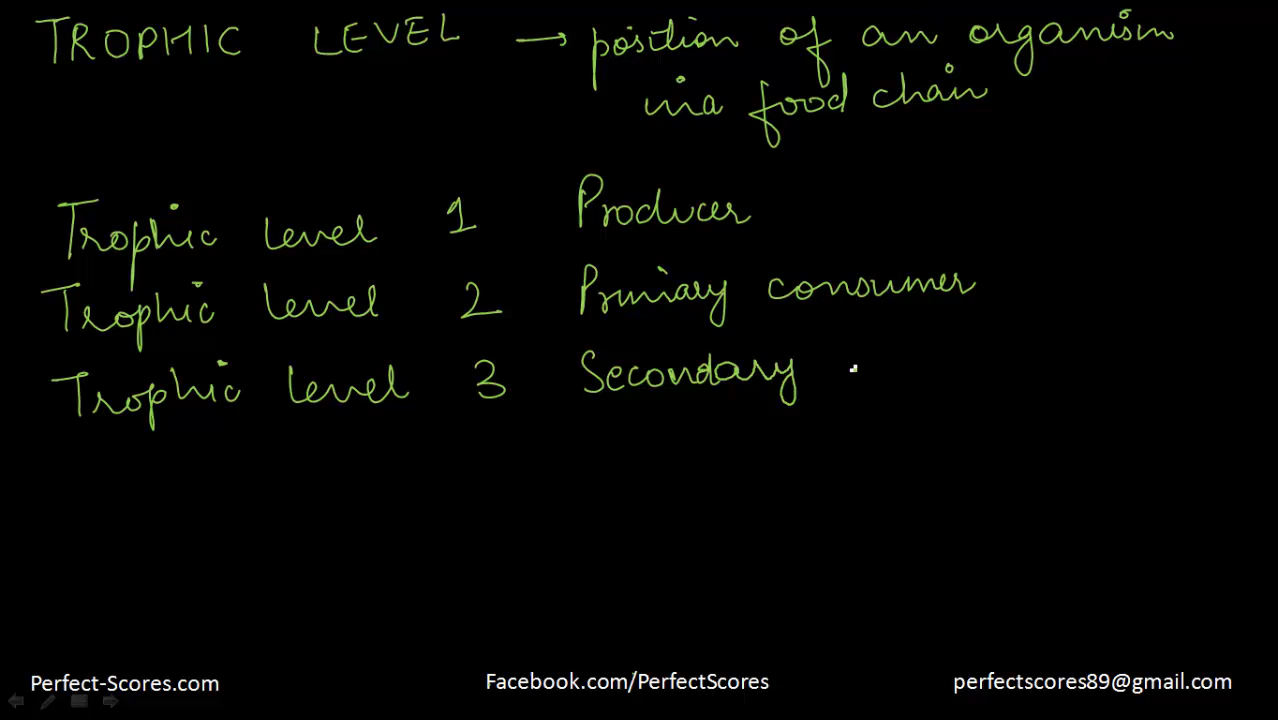 TROPHIC LEVEL → position of an organism
in a food chain
Trophic level 1 Producer
Trophic level 2 Primary consumer
Trophic level 3 Secondary
Perfect-Scores.com Facebook.com/PerfectScores perfectscores89@gmail.com